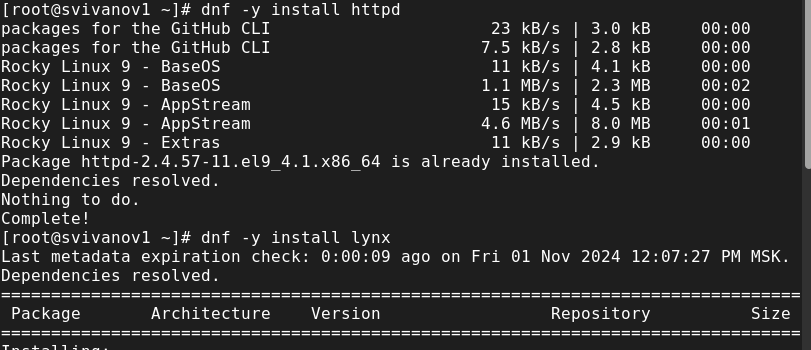 [root@svivanov1 ~]# dnf -y install httpd
packages for the GitHub CLI                      23 kB/s | 3.0 kB     00:00
packages for the GitHub CLI                     7.5 kB/s | 2.8 kB     00:00
Rocky Linux 9 - BaseOS                           11 kB/s | 4.1 kB     00:00
Rocky Linux 9 - BaseOS                          1.1 MB/s | 2.3 MB     00:02
Rocky Linux 9 - AppStream                        15 kB/s | 4.5 kB     00:00
Rocky Linux 9 - AppStream                       4.6 MB/s | 8.0 MB     00:01
Rocky Linux 9 - Extras                           11 kB/s | 2.9 kB     00:00
Package httpd-2.4.57-11.el9_4.1.x86_64 is already installed.
Dependencies resolved.
Nothing to do.
Complete!
[root@svivanov1 ~]# dnf -y install lynx
Last metadata expiration check: 0:00:09 ago on Fri 01 Nov 2024 12:07:27 PM MSK.
Dependencies resolved.
================================================================================
 Package       Architecture    Version                 Repository          Size
================================================================================
Installing: